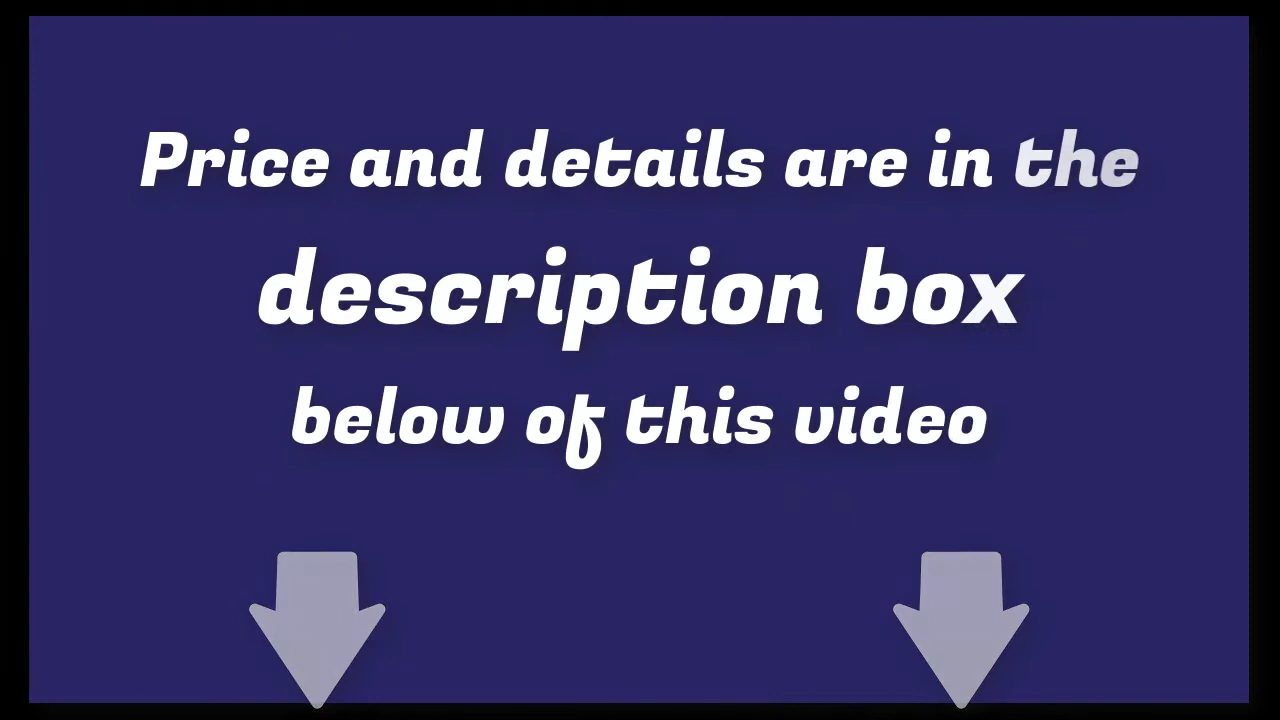 Price and details are in the
description box
below of this video